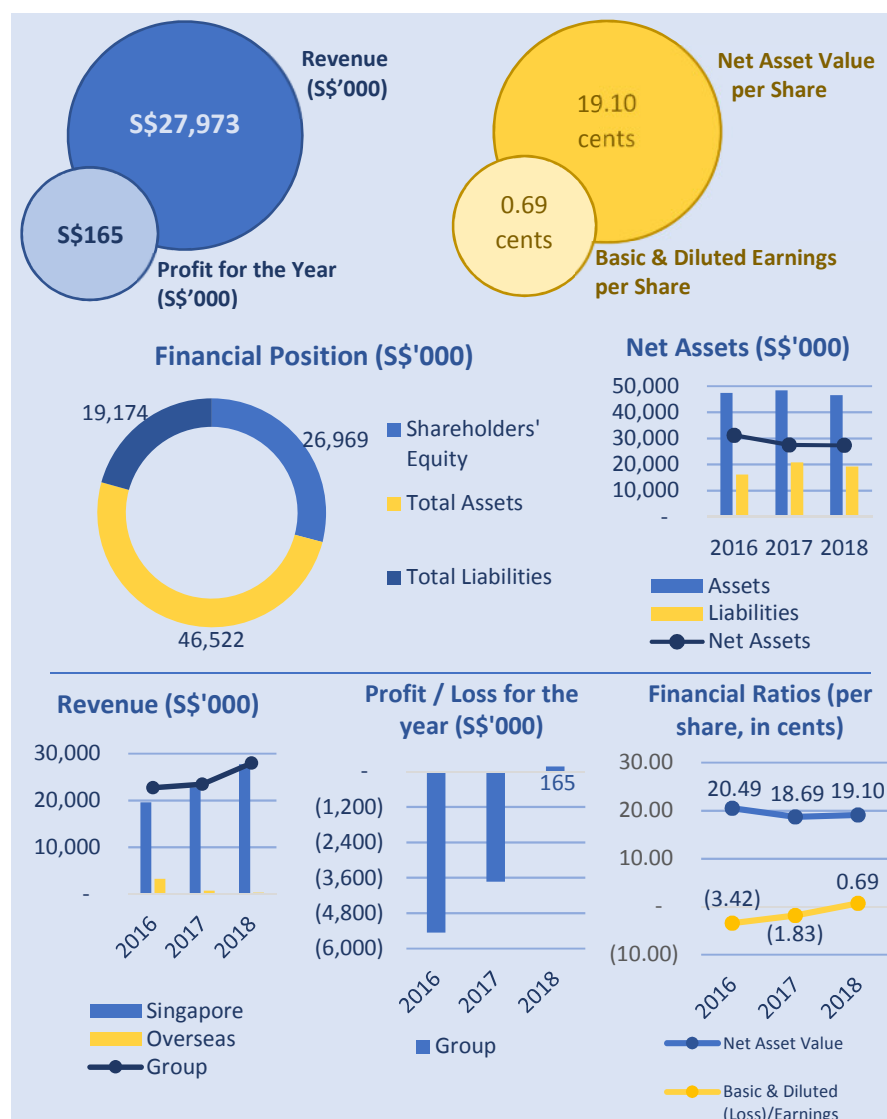 Revenue
(S$'000)
S$27,973
S$165
Profit for the Year
(S$'000)
Net Asset Value
per Share
19.10
cents
0.69
cents
Basic & Diluted Earnings
per Share
Financial Position (S$'000)
19,174
26,969
46,522
Shareholders'
Equity
Total Assets
Total Liabilities
Net Assets (S$'000)
50,000
40,000
30,000
20,000
10,000
-
2016 2017 2018
Assets
Liabilities
Net Assets
Revenue (S$'000)
30,000
20,000
10,000
-
2016
2017
2018
Singapore
Overseas
Group
Profit / Loss for the
year (S$'000)
-
(1,200)
(2,400)
(3,600)
(4,800)
(6,000)
165
2016
2017
2018
Group
Financial Ratios (per
share, in cents)
30.00
20.00
10.00
-
(10.00)
20.49
18.69
19.10
(3.42)
(1.83)
0.69
2016
2017
2018
Net Asset Value
Basic & Diluted
(Loss)/Earnings